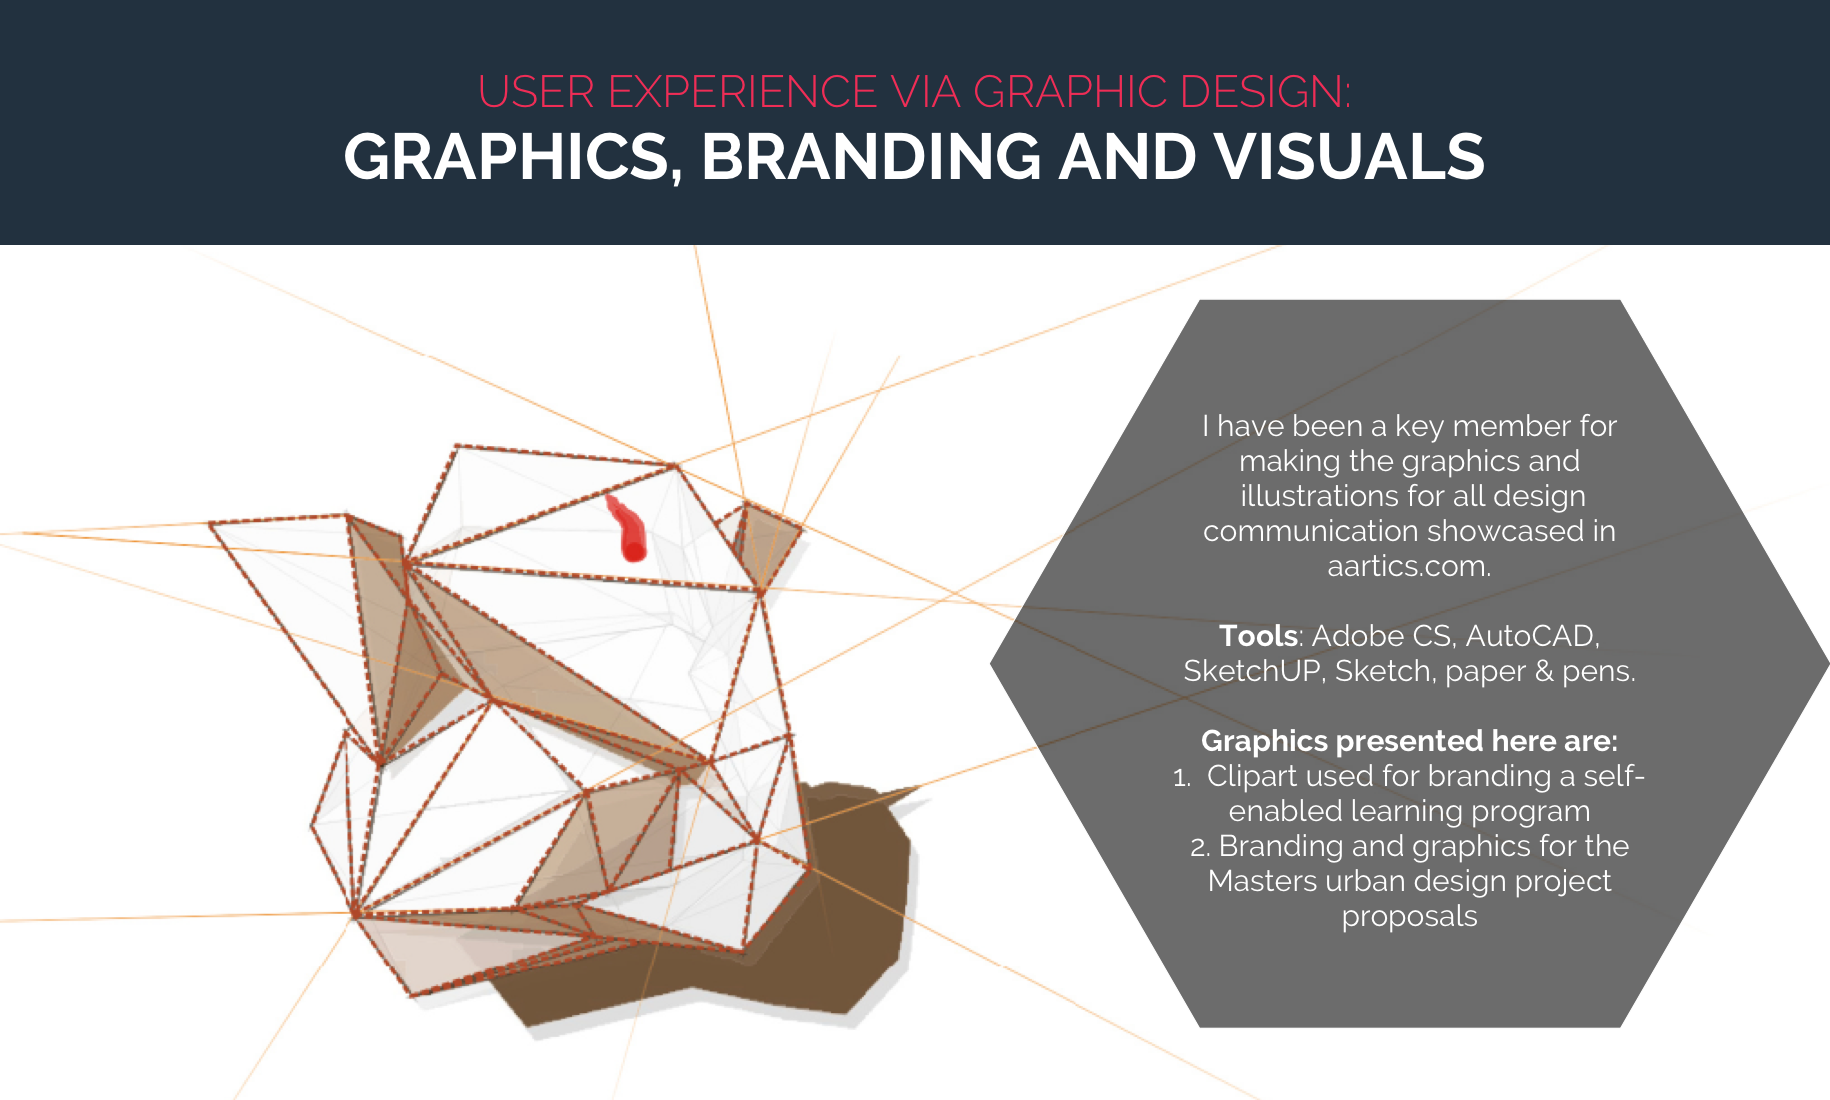 USER EXPERIENCE VIA GRAPHIC DESIGN:
GRAPHICS, BRANDING AND VISUALS
I have been a key member for
making the graphics and
illustrations for all design
communication showcased in
aartics.com.
Tools: Adobe CS, AutoCAD,
SketchUP, Sketch, paper & pens.
Graphics presented here are:
1. Clipart used for branding a self-
enabled learning program
2. Branding and graphics for the
Masters urban design project
proposals